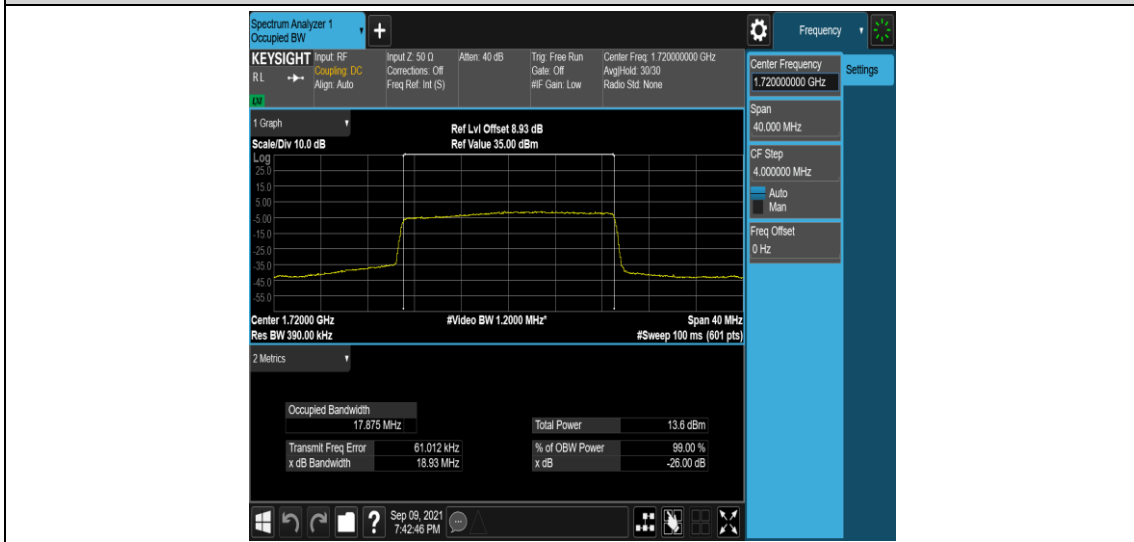 Spectrum Analyzer 1
Occupied BW
+
Frequency
KEYSIGHT
RL
LXI
Input: RF
Coupling: DC
Align: Auto
Input Z: 50 Ω
Corrections: Off
Freq Ref: Int (S)
Atten: 40 dB
Trig: Free Run
Gate: Off
#IF Gain: Low
Center Freq: 1.720000000 GHz
Avg|Hold: 30/30
Radio Std: None
Center Frequency
1.720000000 GHz
Settings
Span
40.000 MHz
CF Step
4.000000 MHz
Auto
Man
Freq Offset
0 Hz
1 Graph
Ref Lvl Offset 8.93 dB
Scale/Div 10.0 dB
Ref Value 35.00 dBm
Log
25.0
15.0
5.00
-5.00
-15.0
-25.0
-35.0
-45.0
-55.0
Center 1.72000 GHz
#Video BW 1.2000 MHz*
Span 40 MHz
Res BW 390.00 kHz
#Sweep 100 ms (601 pts)
2 Metrics
Occupied Bandwidth
17.875 MHz
Total Power 13.6 dBm
Transmit Freq Error 61.012 kHz
% of OBW Power 99.00 %
x dB Bandwidth 18.93 MHz
x dB -26.00 dB
?
Sep 09, 2021
7:42:46 PM